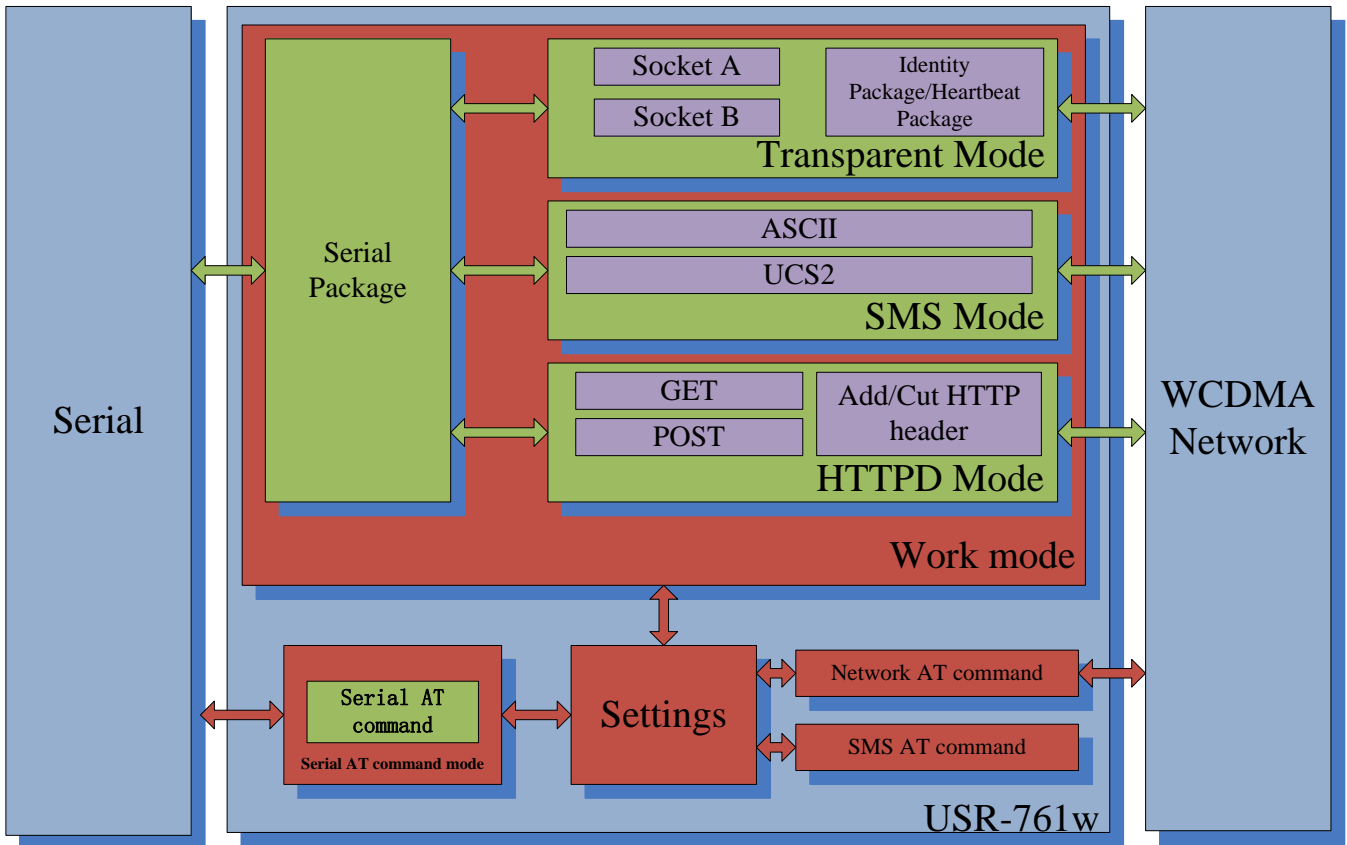 Serial
Serial
Package
Socket A
Socket B
Identity
Package/Heartbeat
Package
Transparent Mode
ASCII
UCS2
SMS Mode
GET
POST
Add/Cut HTTP
header
HTTPD Mode
Work mode
WCDMA
Network
Serial AT
command
Serial AT command mode
Settings
Network AT command
SMS AT command
USR-761w